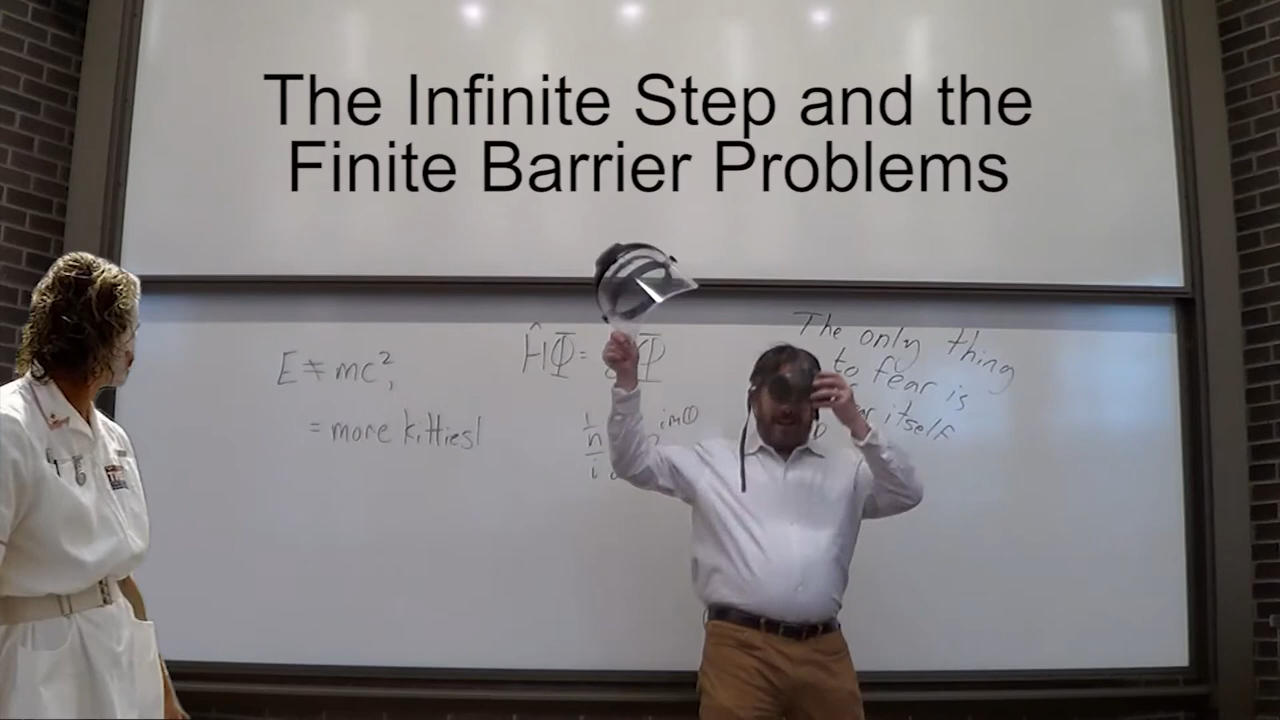 The Infinite Step and the
Finite Barrier Problems
E ≠ mc²,
= more kitties!
ĤΦ= Φ
The only thing
to fear is
itself